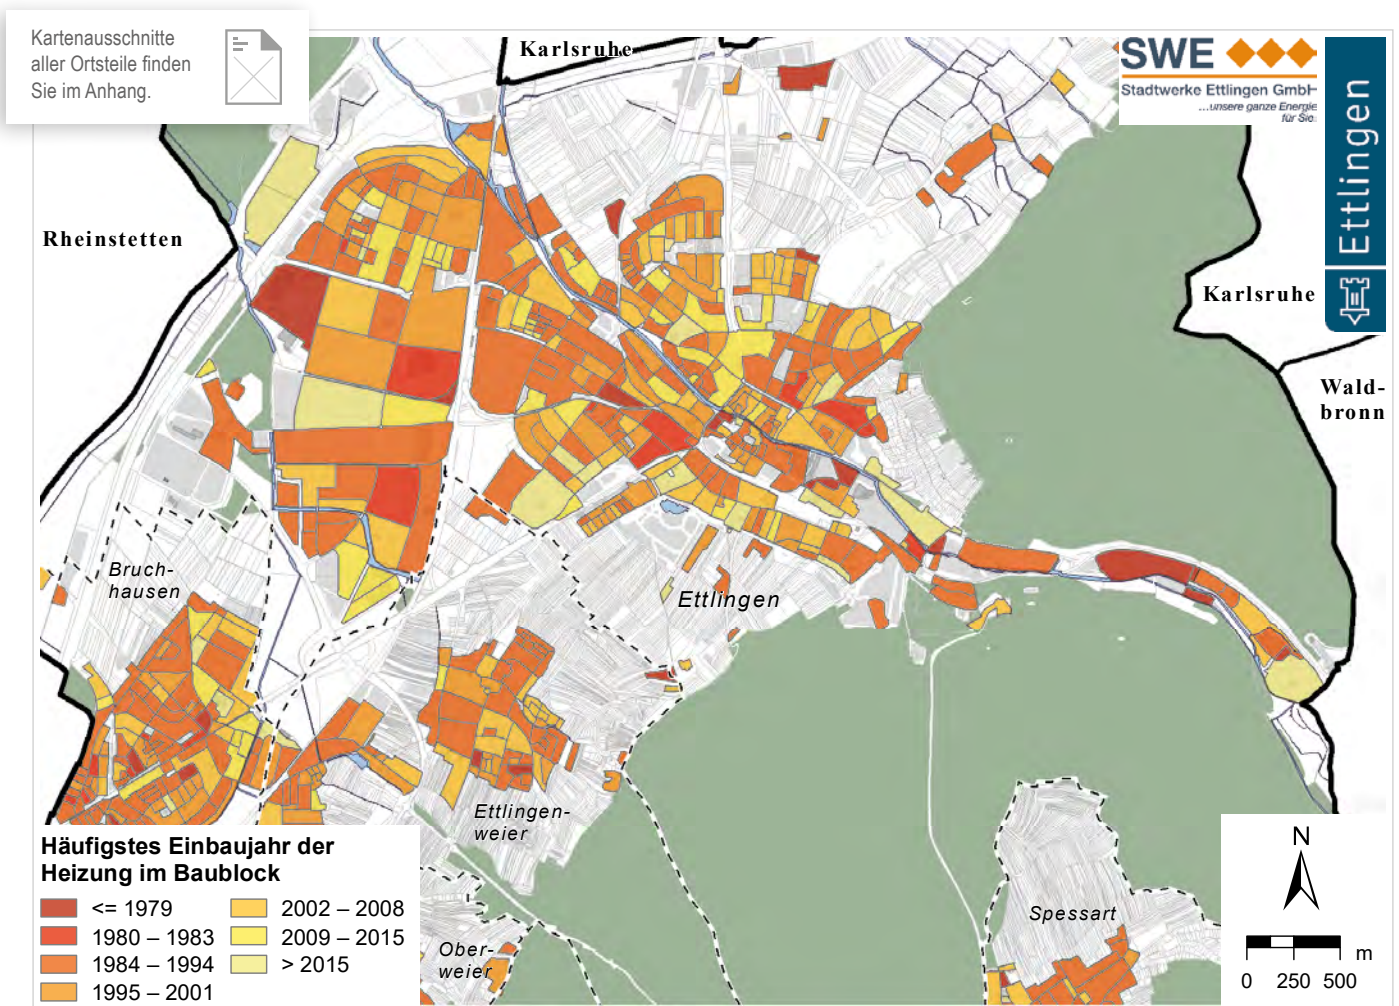 Kartenausschnitte
aller Ortsteile finden
Sie im Anhang.
Karlsruhe
SWE
Stadtwerke Ettlingen GmbH
...unsere ganze Energie
für Sie.
Ettlingen
Rheinstetten
Karlsruhe
Wald-
bronn
Bruch-
hausen
Ettlingen
Ettlingen-
weier
Ober-
weier
Spessart
Häufigstes Einbaujahr der
Heizung im Baublock
<= 1979
1980 – 1983
1984 – 1994
1995 – 2001
2002 – 2008
2009 – 2015
> 2015
N
m
0 250 500